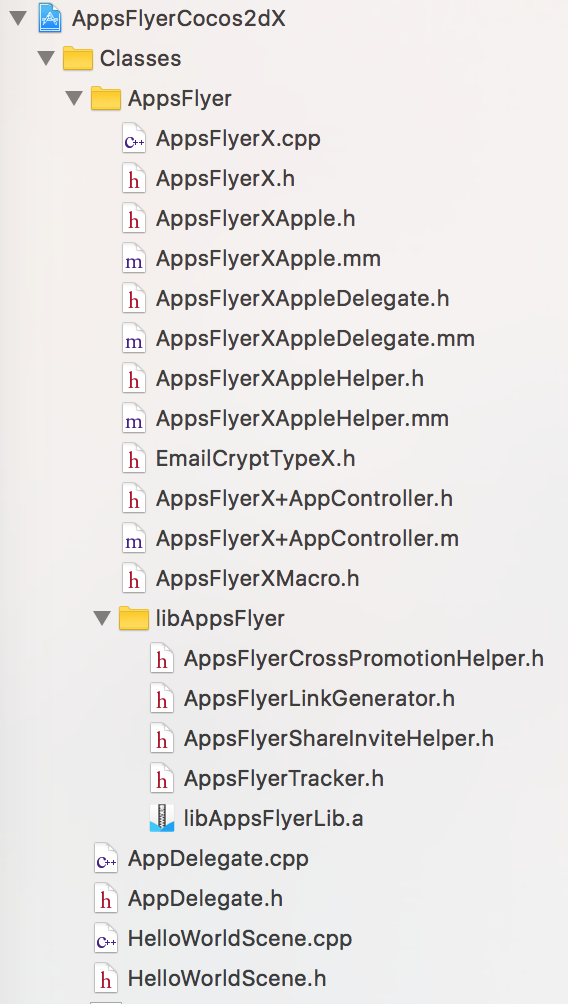 AppsFlyerCocos2dX
Classes
AppsFlyer
C++ AppsFlyerX.cpp
h AppsFlyerX.h
h AppsFlyerXApple.h
m AppsFlyerXApple.mm
h AppsFlyerXAppleDelegate.h
m AppsFlyerXAppleDelegate.mm
h AppsFlyerXAppleHelper.h
m AppsFlyerXAppleHelper.mm
h EmailCryptTypeX.h
h AppsFlyerX+AppController.h
m AppsFlyerX+AppController.m
h AppsFlyerXMacro.h
libAppsFlyer
h AppsFlyerCrossPromotionHelper.h
h AppsFlyerLinkGenerator.h
h AppsFlyerShareInviteHelper.h
h AppsFlyerTracker.h
libAppsFlyerLib.a
C++ AppDelegate.cpp
h AppDelegate.h
C++ HelloWorldScene.cpp
h HelloWorldScene.h